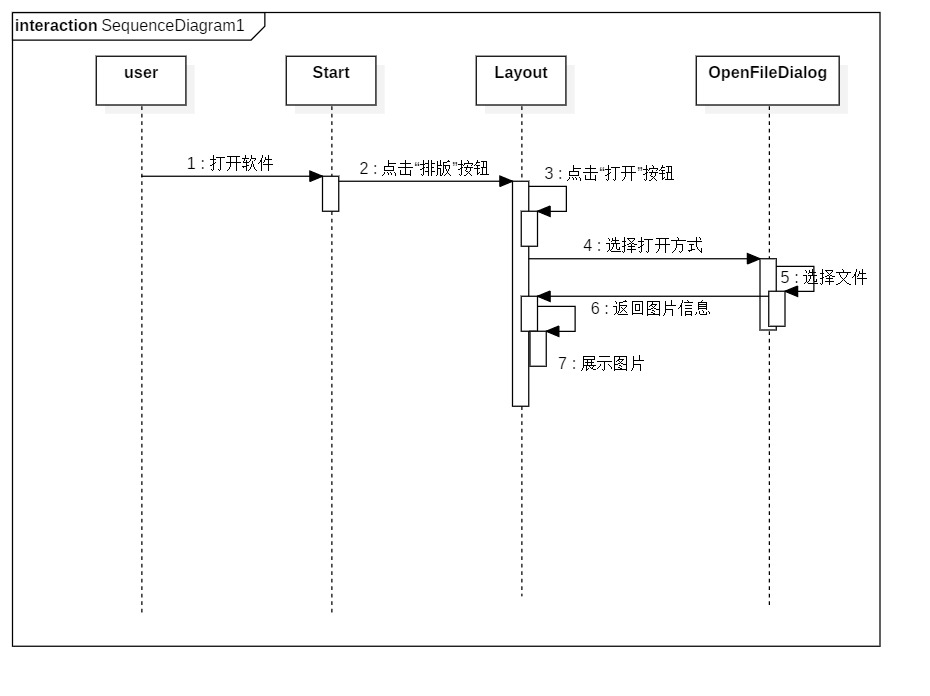 interaction SequenceDiagram1
user
Start
Layout
OpenFileDialog
1 : 打开软件
2 : 点击“排版”按钮
3 : 点击“打开”按钮
4 : 选择打开方式
5 : 选择文件
6 : 返回图片信息
7 : 展示图片